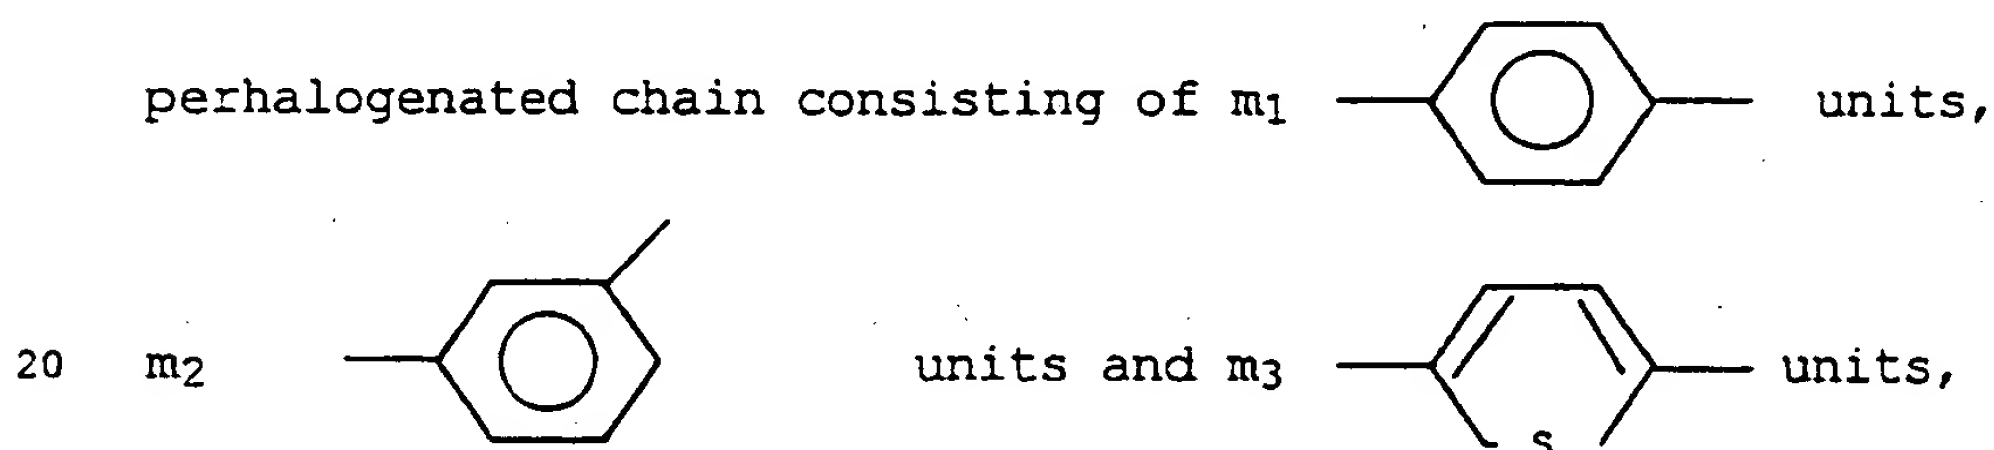 perhalogenated chain consisting of m1 units,
20 m2 units and m3 units,
S